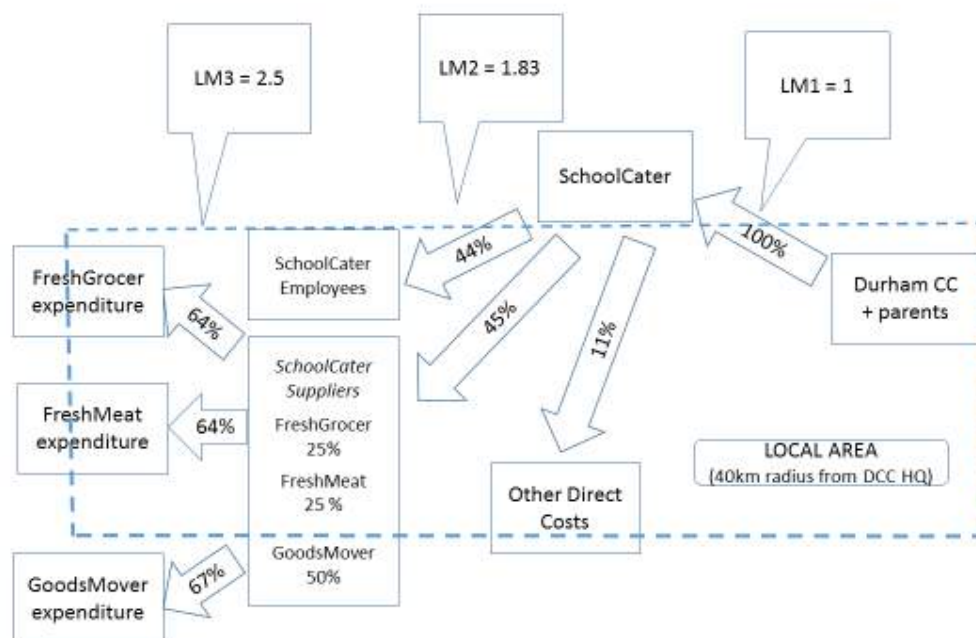 LM3 = 2.5
LM2 = 1.83
LM1 = 1
SchoolCater
100%
Durham CC
+ parents
44%
45%
11%
SchoolCater
Employees
FreshGrocer
expenditure
64%
SchoolCater
Suppliers
FreshGrocer
25%
FreshMeat
25 %
GoodsMover
50%
FreshMeat
expenditure
64%
LOCAL AREA
(40km radius from DCC HQ)
Other Direct
Costs
67%
GoodsMover
expenditure